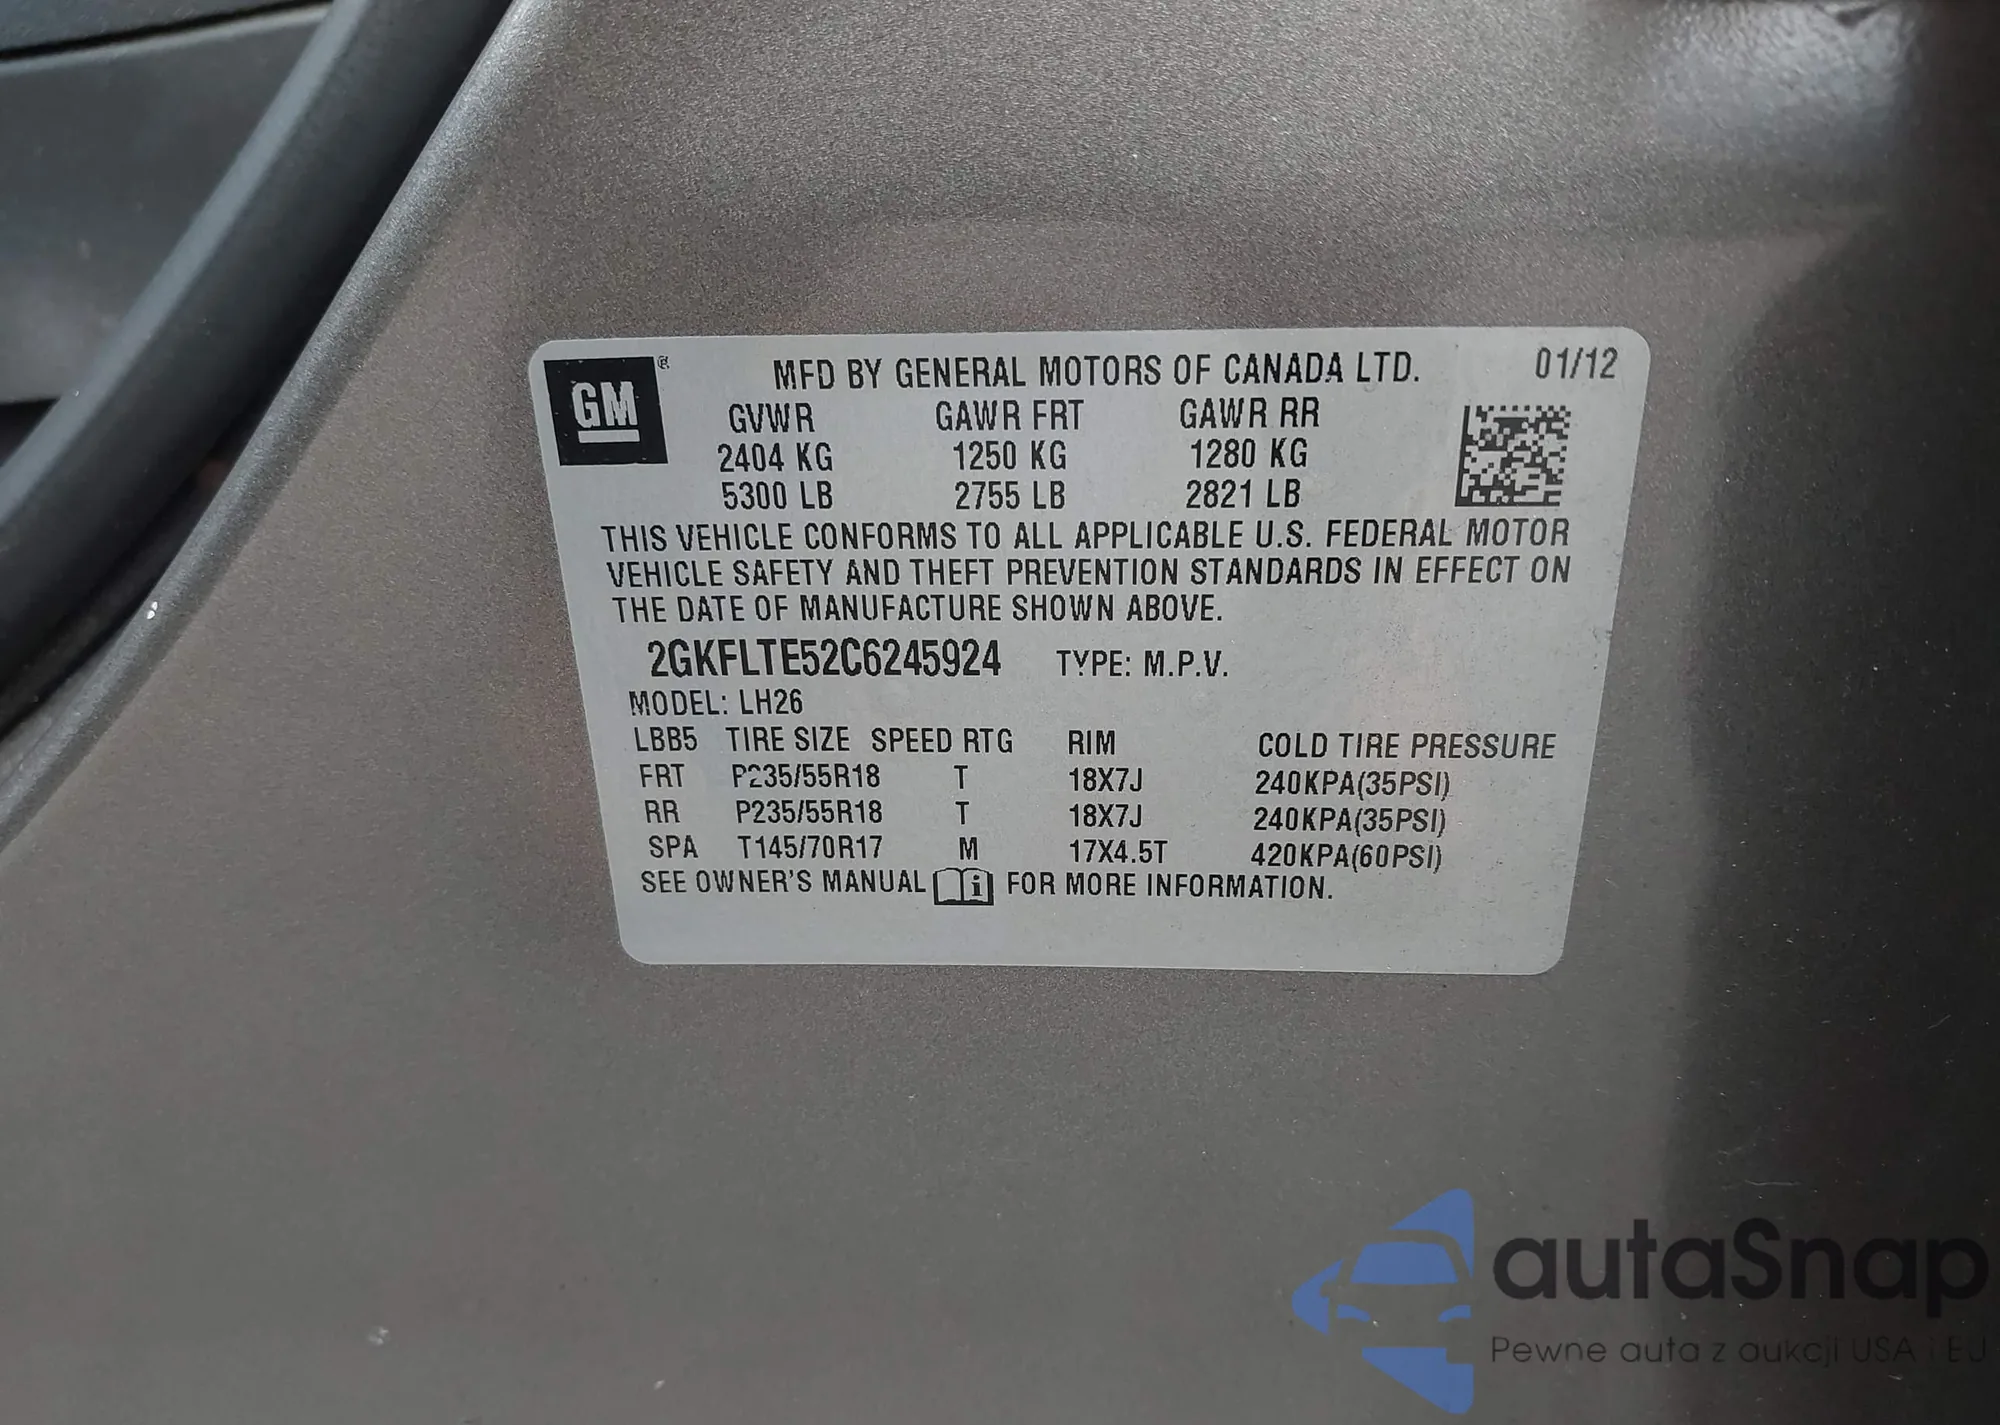 GM ® MFD BY GENERAL MOTORS OF CANADA LTD. 01/12
GVWR GAWR FRT GAWR RR
2404 KG 1250 KG 1280 KG
5300 LB 2755 LB 2821 LB
THIS VEHICLE CONFORMS TO ALL APPLICABLE U.S. FEDERAL MOTOR
VEHICLE SAFETY AND THEFT PREVENTION STANDARDS IN EFFECT ON
THE DATE OF MANUFACTURE SHOWN ABOVE.
2GKFLTE52C6245924 TYPE: M.P.V.
MODEL: LH26
LBB5 TIRE SIZE SPEED RTG RIM COLD TIRE PRESSURE
FRT P235/55R18 T 18X7J 240KPA(35PSI)
RR P235/55R18 T 18X7J 240KPA(35PSI)
SPA T145/70R17 M 17X4.5T 420KPA(60PSI)
SEE OWNER'S MANUAL i FOR MORE INFORMATION.
autaSnap
Pewne auta z aukcji USA i EU